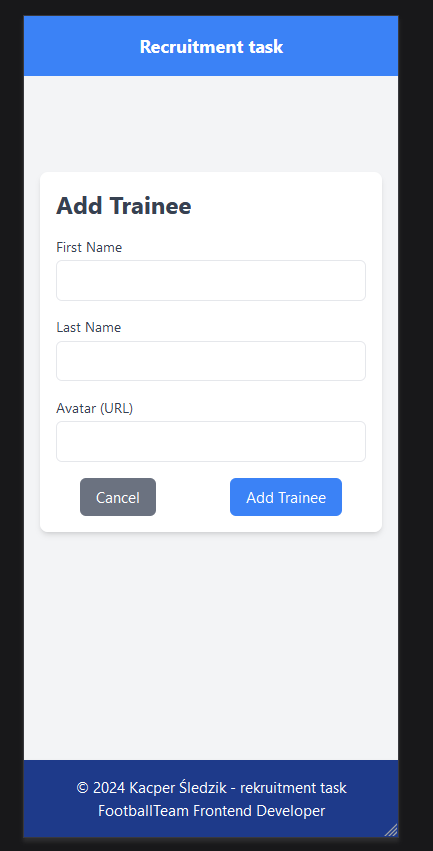 Recruitment task
Add Trainee
First Name
Last Name
Avatar (URL)
Cancel Add Trainee
© 2024 Kacper Śledzik - rekruitment task
FootballTeam Frontend Developer